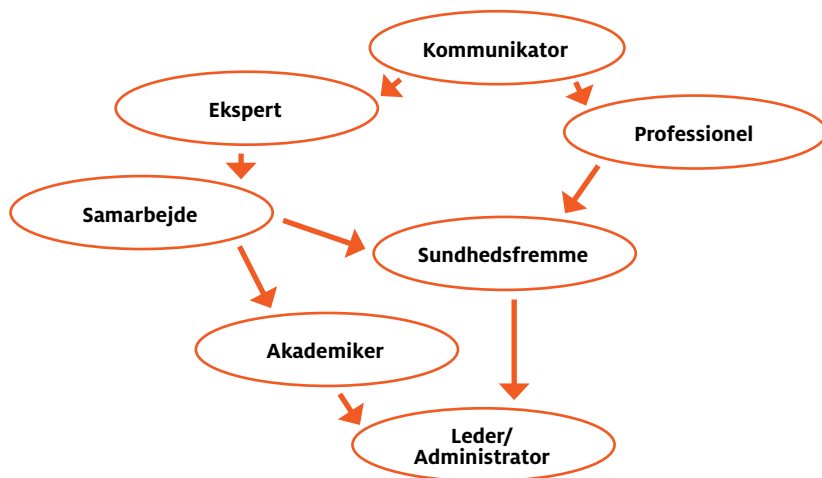 Kommunikator
Ekspert
Professionel
Samarbejde
Sundhedsfremme
Akademiker
Leder/
Administrator